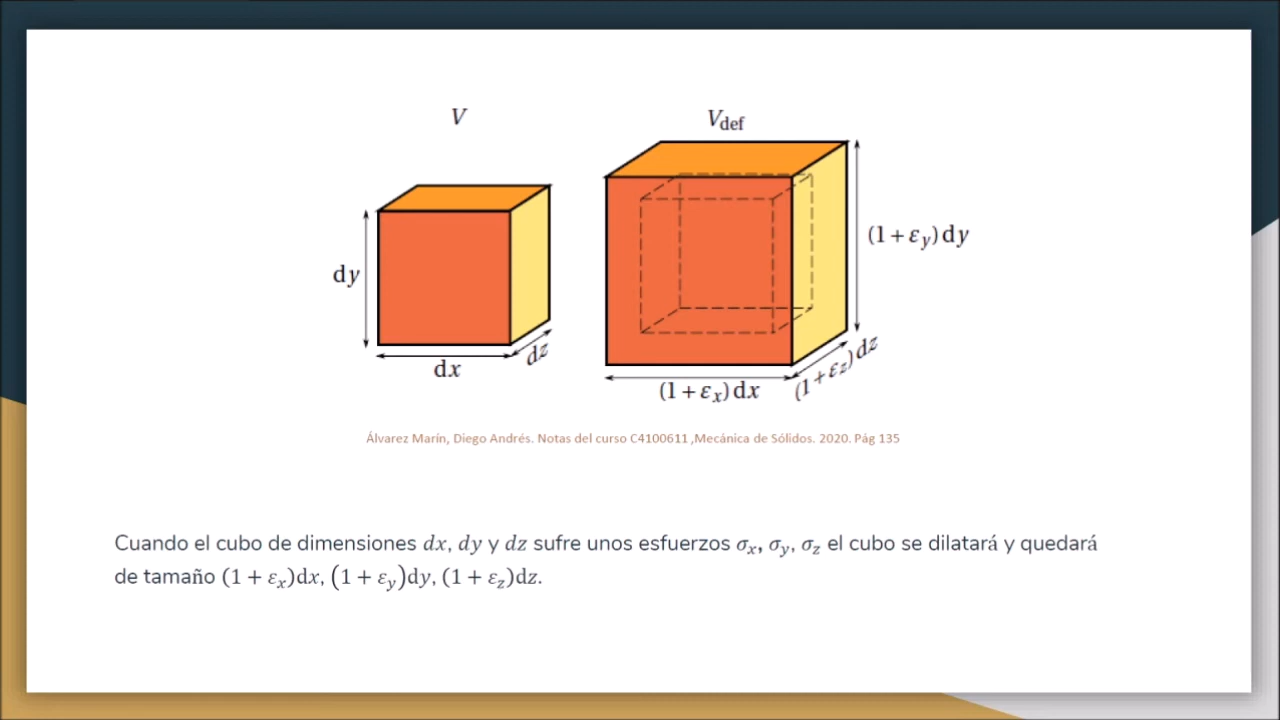 V
V_def
dy
dx
dz
(1 + ε_y) dy
(1 + ε_x) dx
(1 + ε_z) dz
Álvarez Marín, Diego Andrés. Notas del curso C4100611 ,Mecánica de Sólidos. 2020. Pág 135
Cuando el cubo de dimensiones dx, dy y dz sufre unos esfuerzos σ_x, σ_y, σ_z el cubo se dilatará y quedará
de tamaño (1 + ε_x)dx, (1 + ε_y)dy, (1 + ε_z)dz.